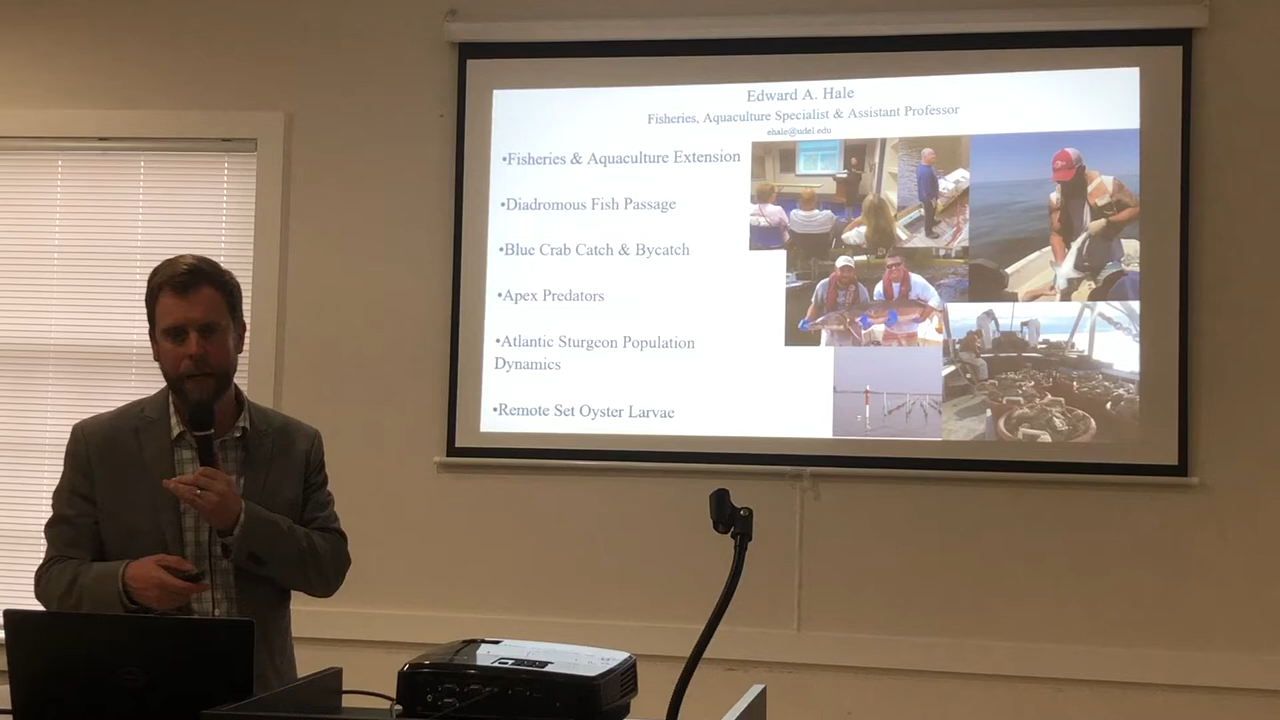 Edward A. Hale
Fisheries, Aquaculture Specialist & Assistant Professor
ehale@udel.edu
•Fisheries & Aquaculture Extension
•Diadromous Fish Passage
•Blue Crab Catch & Bycatch
•Apex Predators
•Atlantic Sturgeon Population
Dynamics
•Remote Set Oyster Larvae